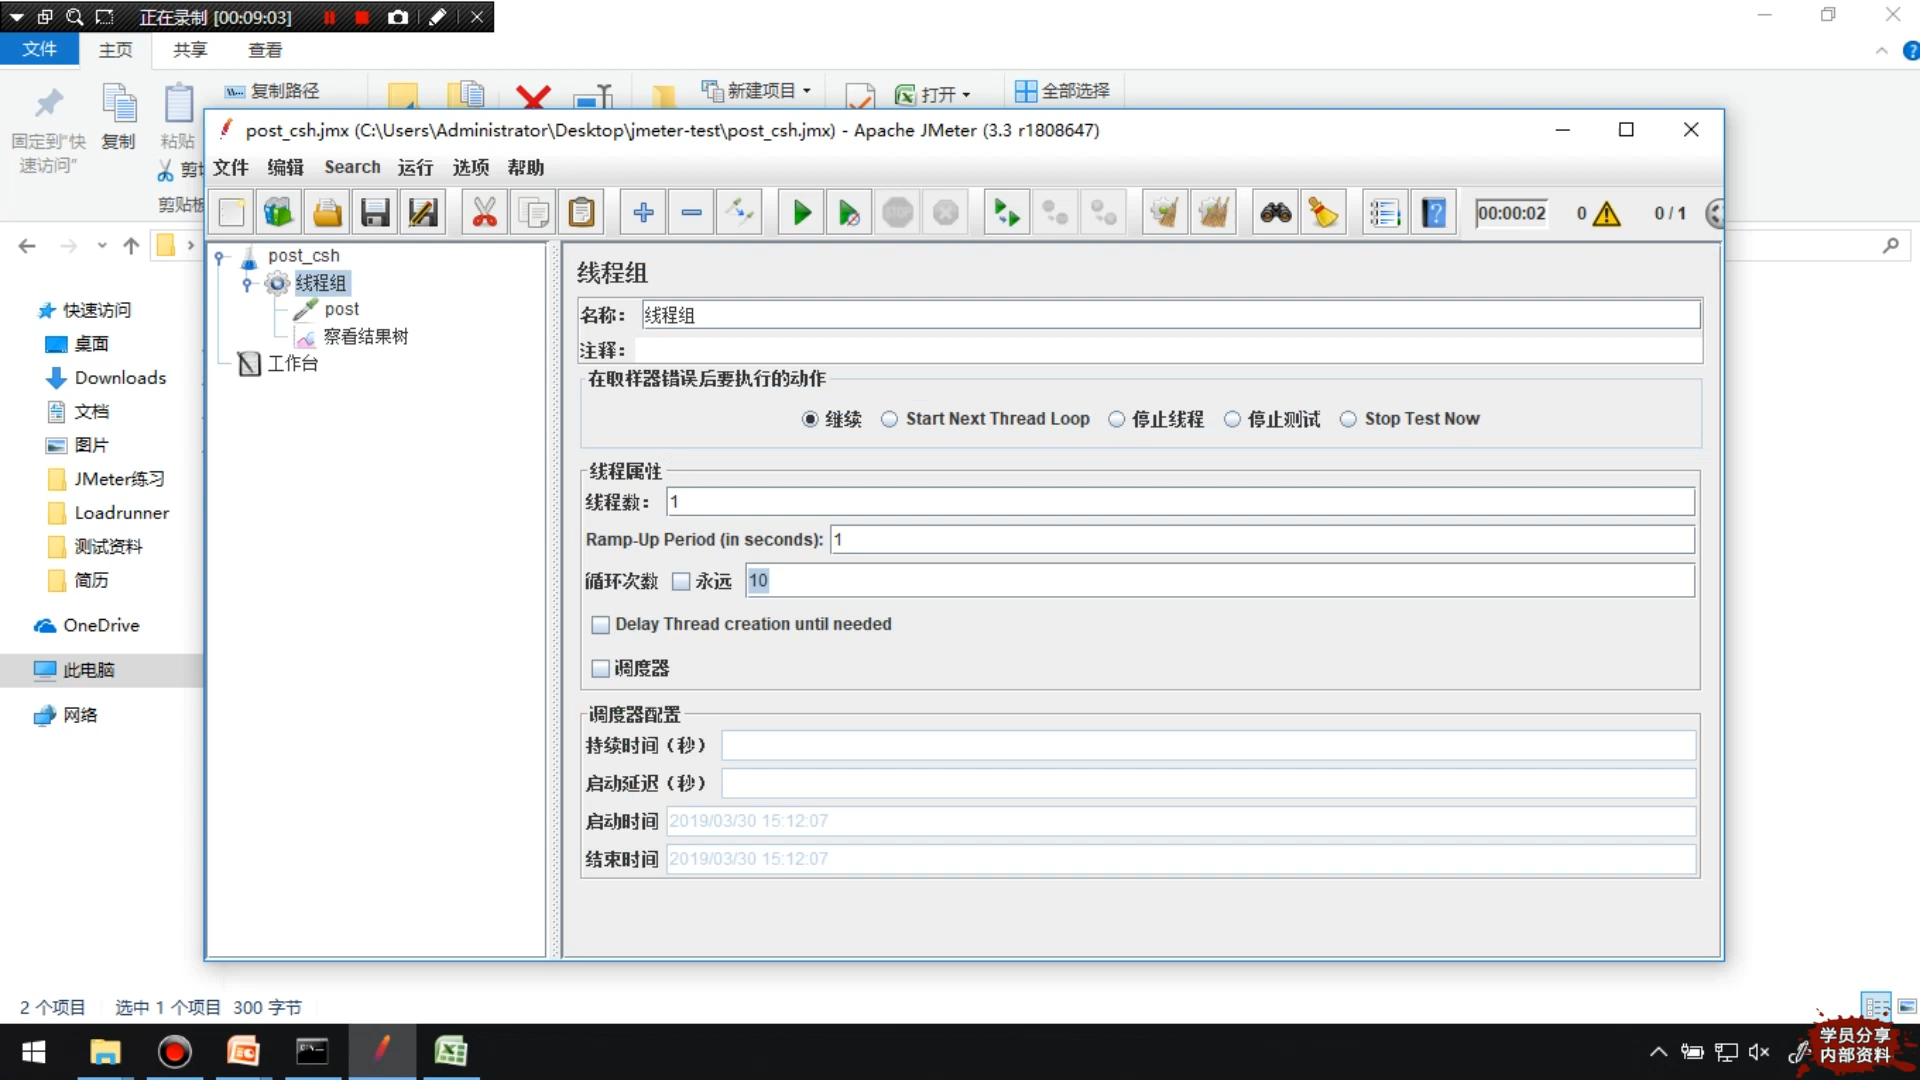 正在录制 [00:09:03]
文件 主页 共享 查看
复制路径
新建项目
打开
全部选择
固定到"快速访问"
复制
粘贴
剪贴板
post_csh.jmx (C:\Users\Administrator\Desktop\jmeter-test\post_csh.jmx) - Apache JMeter (3.3 r1808647)
文件 编辑 Search 运行 选项 帮助
STOP
00:00:02 0 0 / 1
快速访问
桌面
Downloads
文档
图片
JMeter练习
Loadrunner
测试资料
简历
OneDrive
此电脑
网络
post_csh
线程组
post
察看结果树
工作台
线程组
名称： 线程组
注释：
在取样器错误后要执行的动作
继续 Start Next Thread Loop 停止线程 停止测试 Stop Test Now
线程属性
线程数： 1
Ramp-Up Period (in seconds): 1
循环次数 永远 10
Delay Thread creation until needed
调度器
调度器配置
持续时间（秒）
启动延迟（秒）
启动时间 2019/03/30 15:12:07
结束时间 2019/03/30 15:12:07
2 个项目 选中 1 个项目 300 字节
学员分享
内部资料